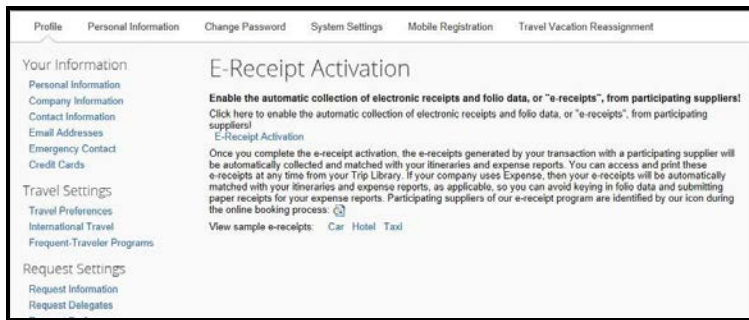 Profile Personal Information Change Password System Settings Mobile Registration Travel Vacation Reassignment
Your Information
Personal Information
Company Information
Contact Information
Email Addresses
Emergency Contact
Credit Cards
Travel Settings
Travel Preferences
International Travel
Frequent-Traveler Programs
Request Settings
Request Information
Request Delegates
E-Receipt Activation
Enable the automatic collection of electronic receipts and folio data, or "e-receipts", from participating suppliers!
Click here to enable the automatic collection of electronic receipts and folio data, or "e-receipts", from participating
suppliers!
E-Receipt Activation
Once you complete the e-receipt activation, the e-receipts generated by your transaction with a participating supplier will
be automatically collected and matched with your itineraries and expense reports. You can access and print these
e-receipts at any time from your Trip Library. If your company uses Expense, then your e-receipts will be automatically
matched with your itineraries and expense reports, as applicable, so you can avoid keying in folio data and submitting
paper receipts for your expense reports. Participating suppliers of our e-receipt program are identified by our icon during
the online booking process:
View sample e-receipts: Car Hotel Taxi